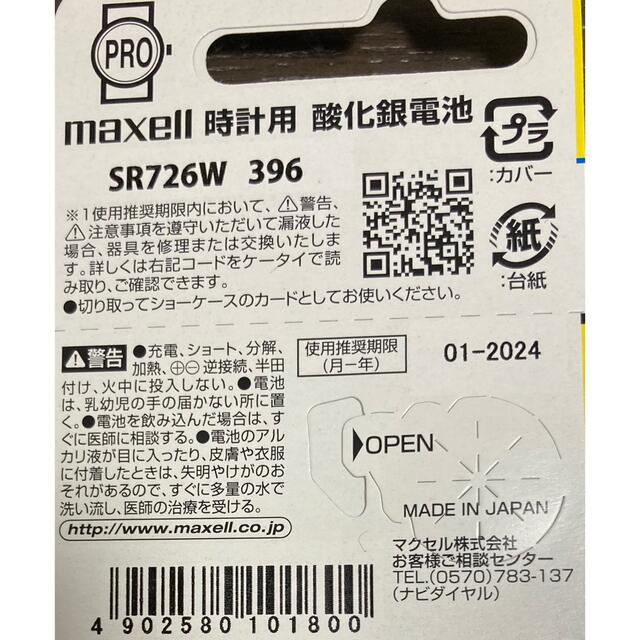 PRO
maxell 時計用 酸化銀電池
SR726W 396
プラ
:カバー
紙
:台紙
※1使用推奨期限内において、⚠警告、
⚠注意事項を遵守いただいて漏液した
場合、器具を修理または交換いたしま
す。詳しくは右記コードをケータイで読
み取り、ご確認できます。
●切り取ってショーケースのカードとしてお使いください。
⚠警告 ●充電、ショート、分解、
加熱、⊕⊖逆接続、半田
付け、火中に投入しない。●電池
は、乳幼児の手の届かない所に置
く。●電池を飲み込んだ場合は、す
ぐに医師に相談する。●電池のアル
カリ液が目に入ったり、皮膚や衣服
に付着したときは、失明やけがのお
それがあるので、すぐに多量の水で
洗い流し、医師の治療を受ける。
http://www.maxell.co.jp
使用推奨期限
(月ー年)
01-2024
OPEN
MADE IN JAPAN
マクセル株式会社
お客様ご相談センター
TEL.(0570)783-137
(ナビダイヤル)
4 902580 101800